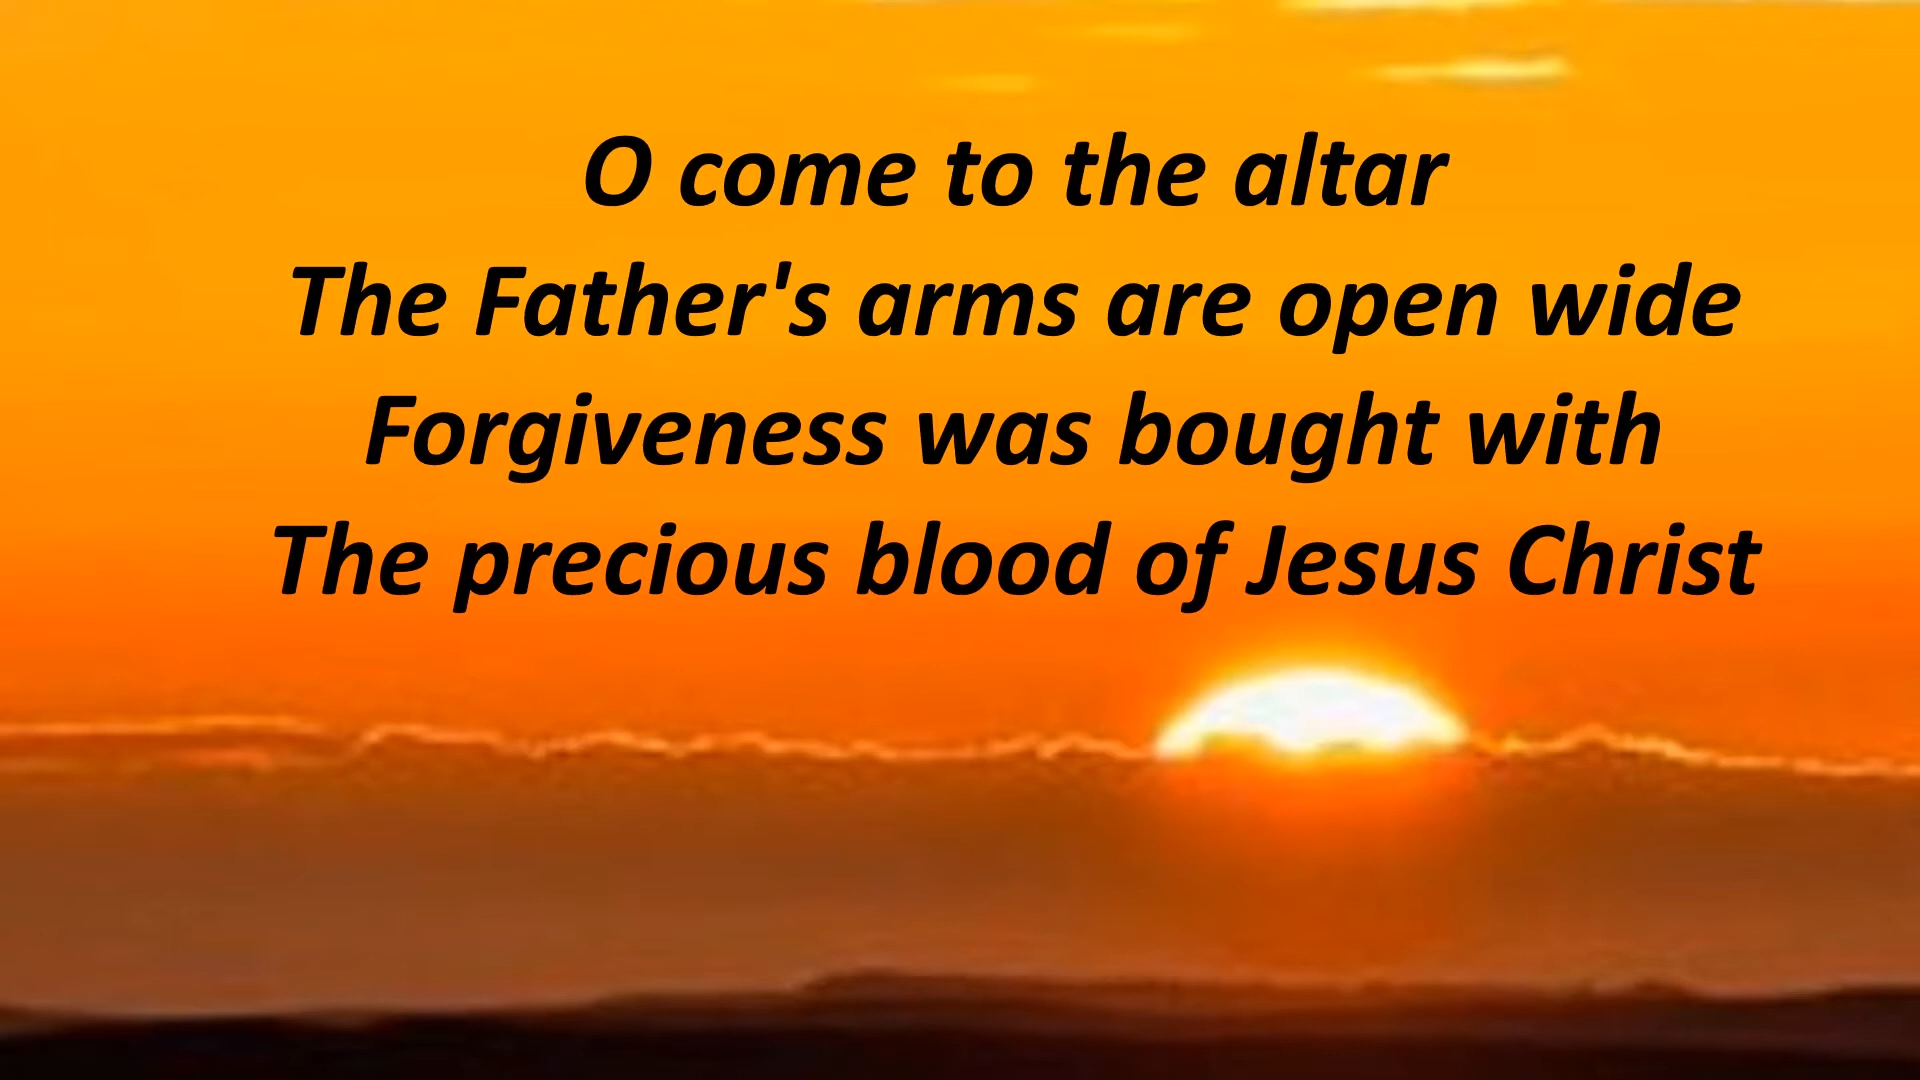 O come to the altar
The Father's arms are open wide
Forgiveness was bought with
The precious blood of Jesus Christ